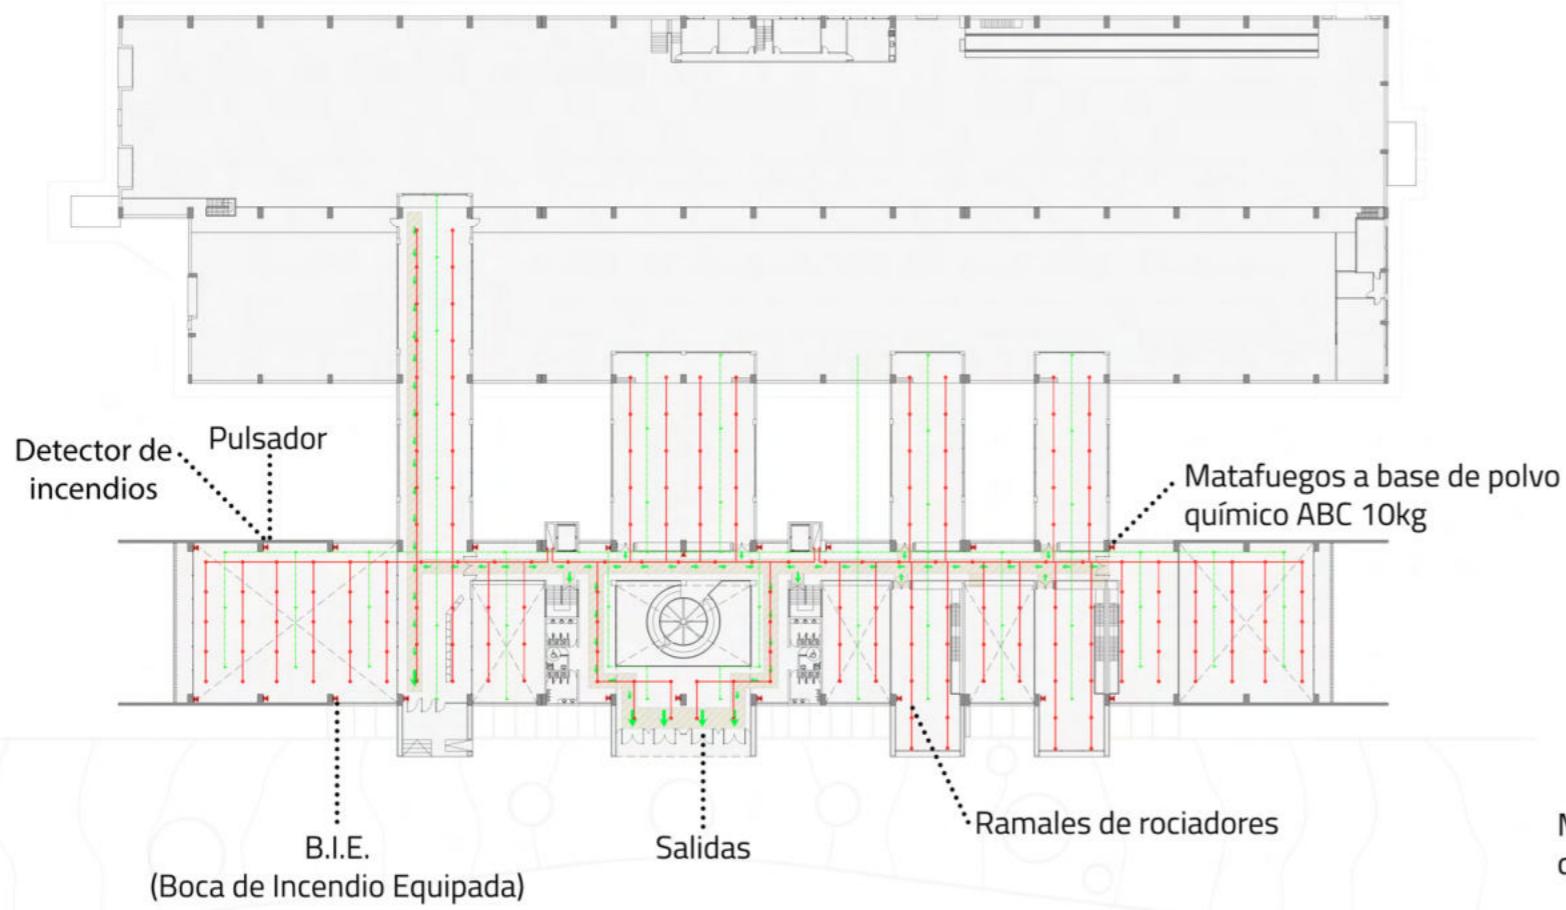 Detector de
incendios
Pulsador
Matafuegos a base de polvo
químico ABC 10kg
Ramales de rociadores
Salidas
B.I.E.
(Boca de Incendio Equipada)